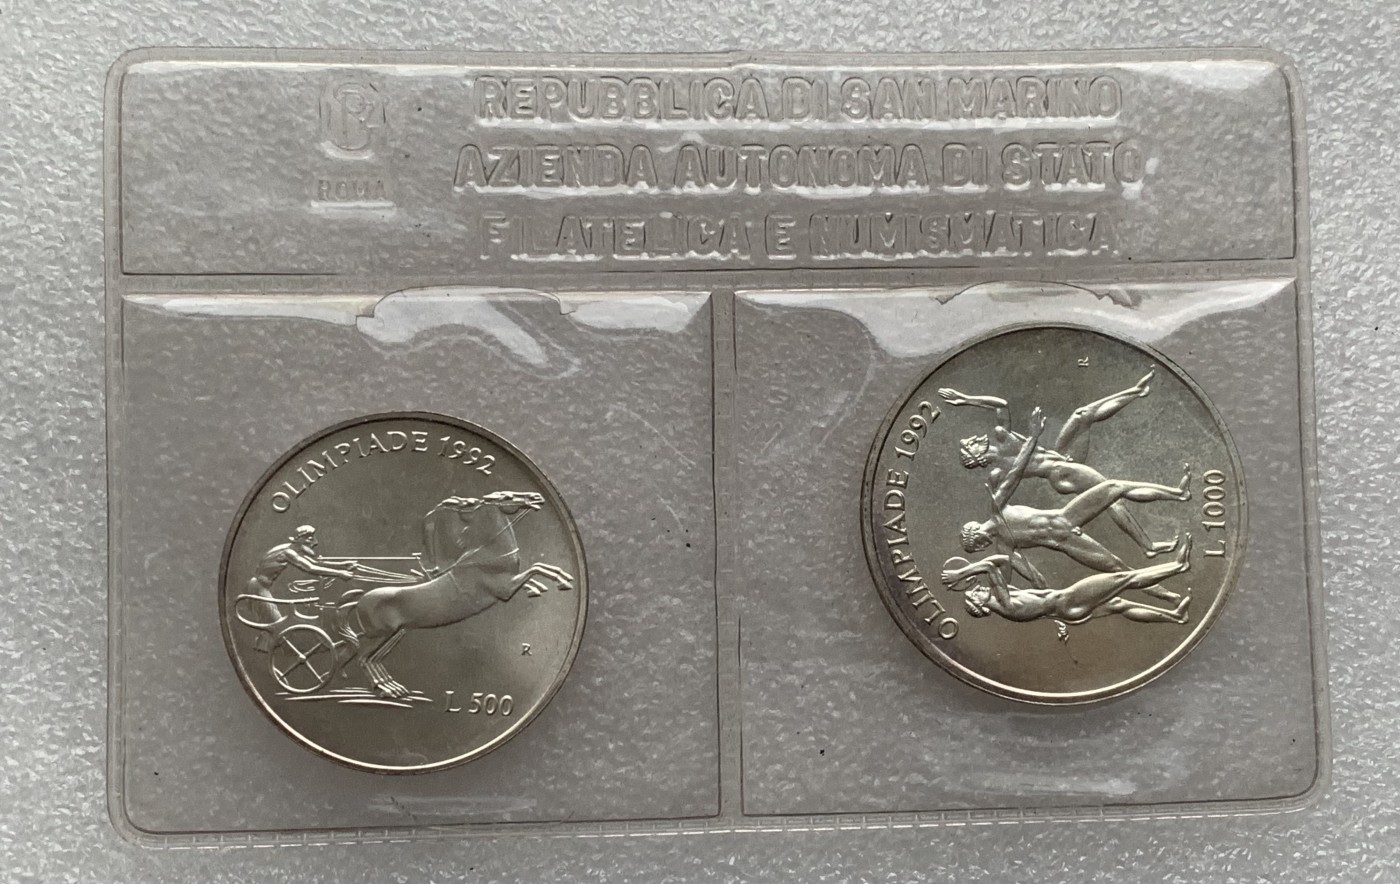 REPUBBLICA DI SAN MARINO
AZIENDA AUTONOMA DI STATO
FILATELICA E NUMISMATICA
ROMA
OLIMPIADE 1992
R
L 500
OLIMPIADE 1992
R
L 1000